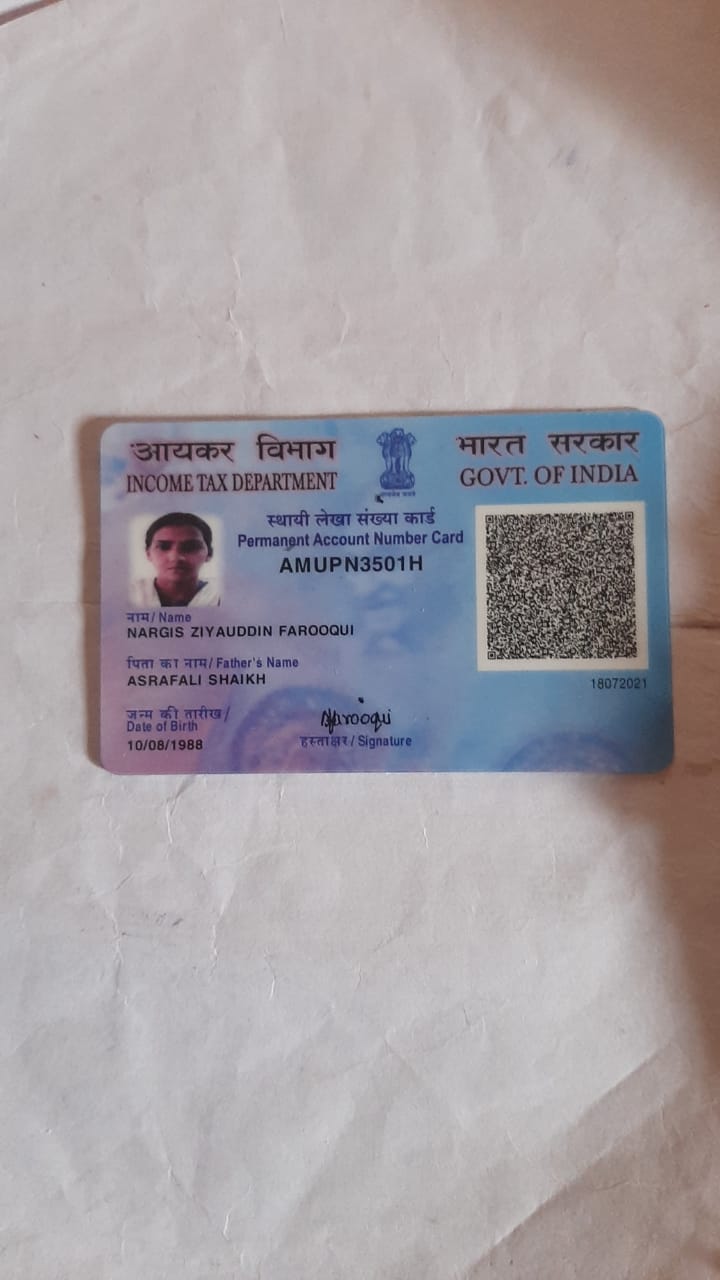 आयकर विभाग
INCOME TAX DEPARTMENT
भारत सरकार
GOVT. OF INDIA
स्थायी लेखा संख्या कार्ड
Permanent Account Number Card
AMUPN3501H
नाम / Name
NARGIS ZIYAUDDIN FAROOQUI
पिता का नाम / Father's Name
ASRAFALI SHAIKH
जन्म की तारीख /
Date of Birth
10/08/1988
हस्ताक्षर / Signature
18072021